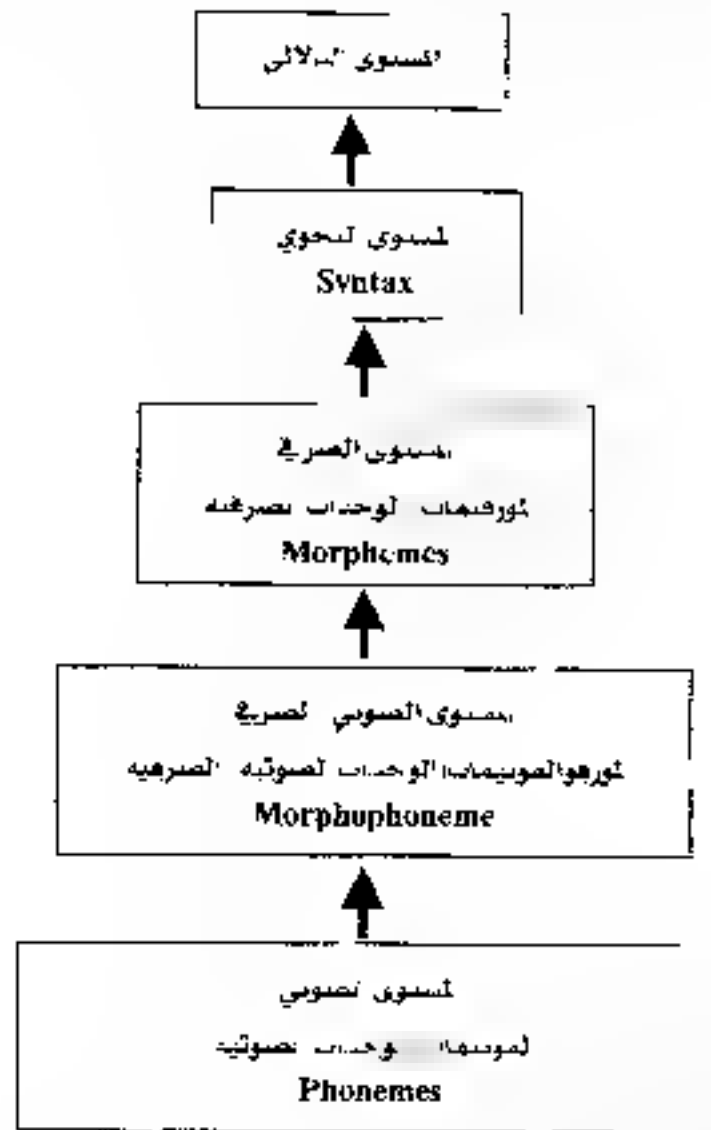 المستوى الدلالي
المستوى النحوي
Syntax
المستوى الصرفي
المورفيمات الوحدات الصرفية
Morphemes
المستوى الصوتي الصرفي
المورفوالفونيمات الوحدات الصوتية الصرفية
Morphophoneme
المستوى الصوتي
الفونيمات الوحدات الصوتية
Phonemes